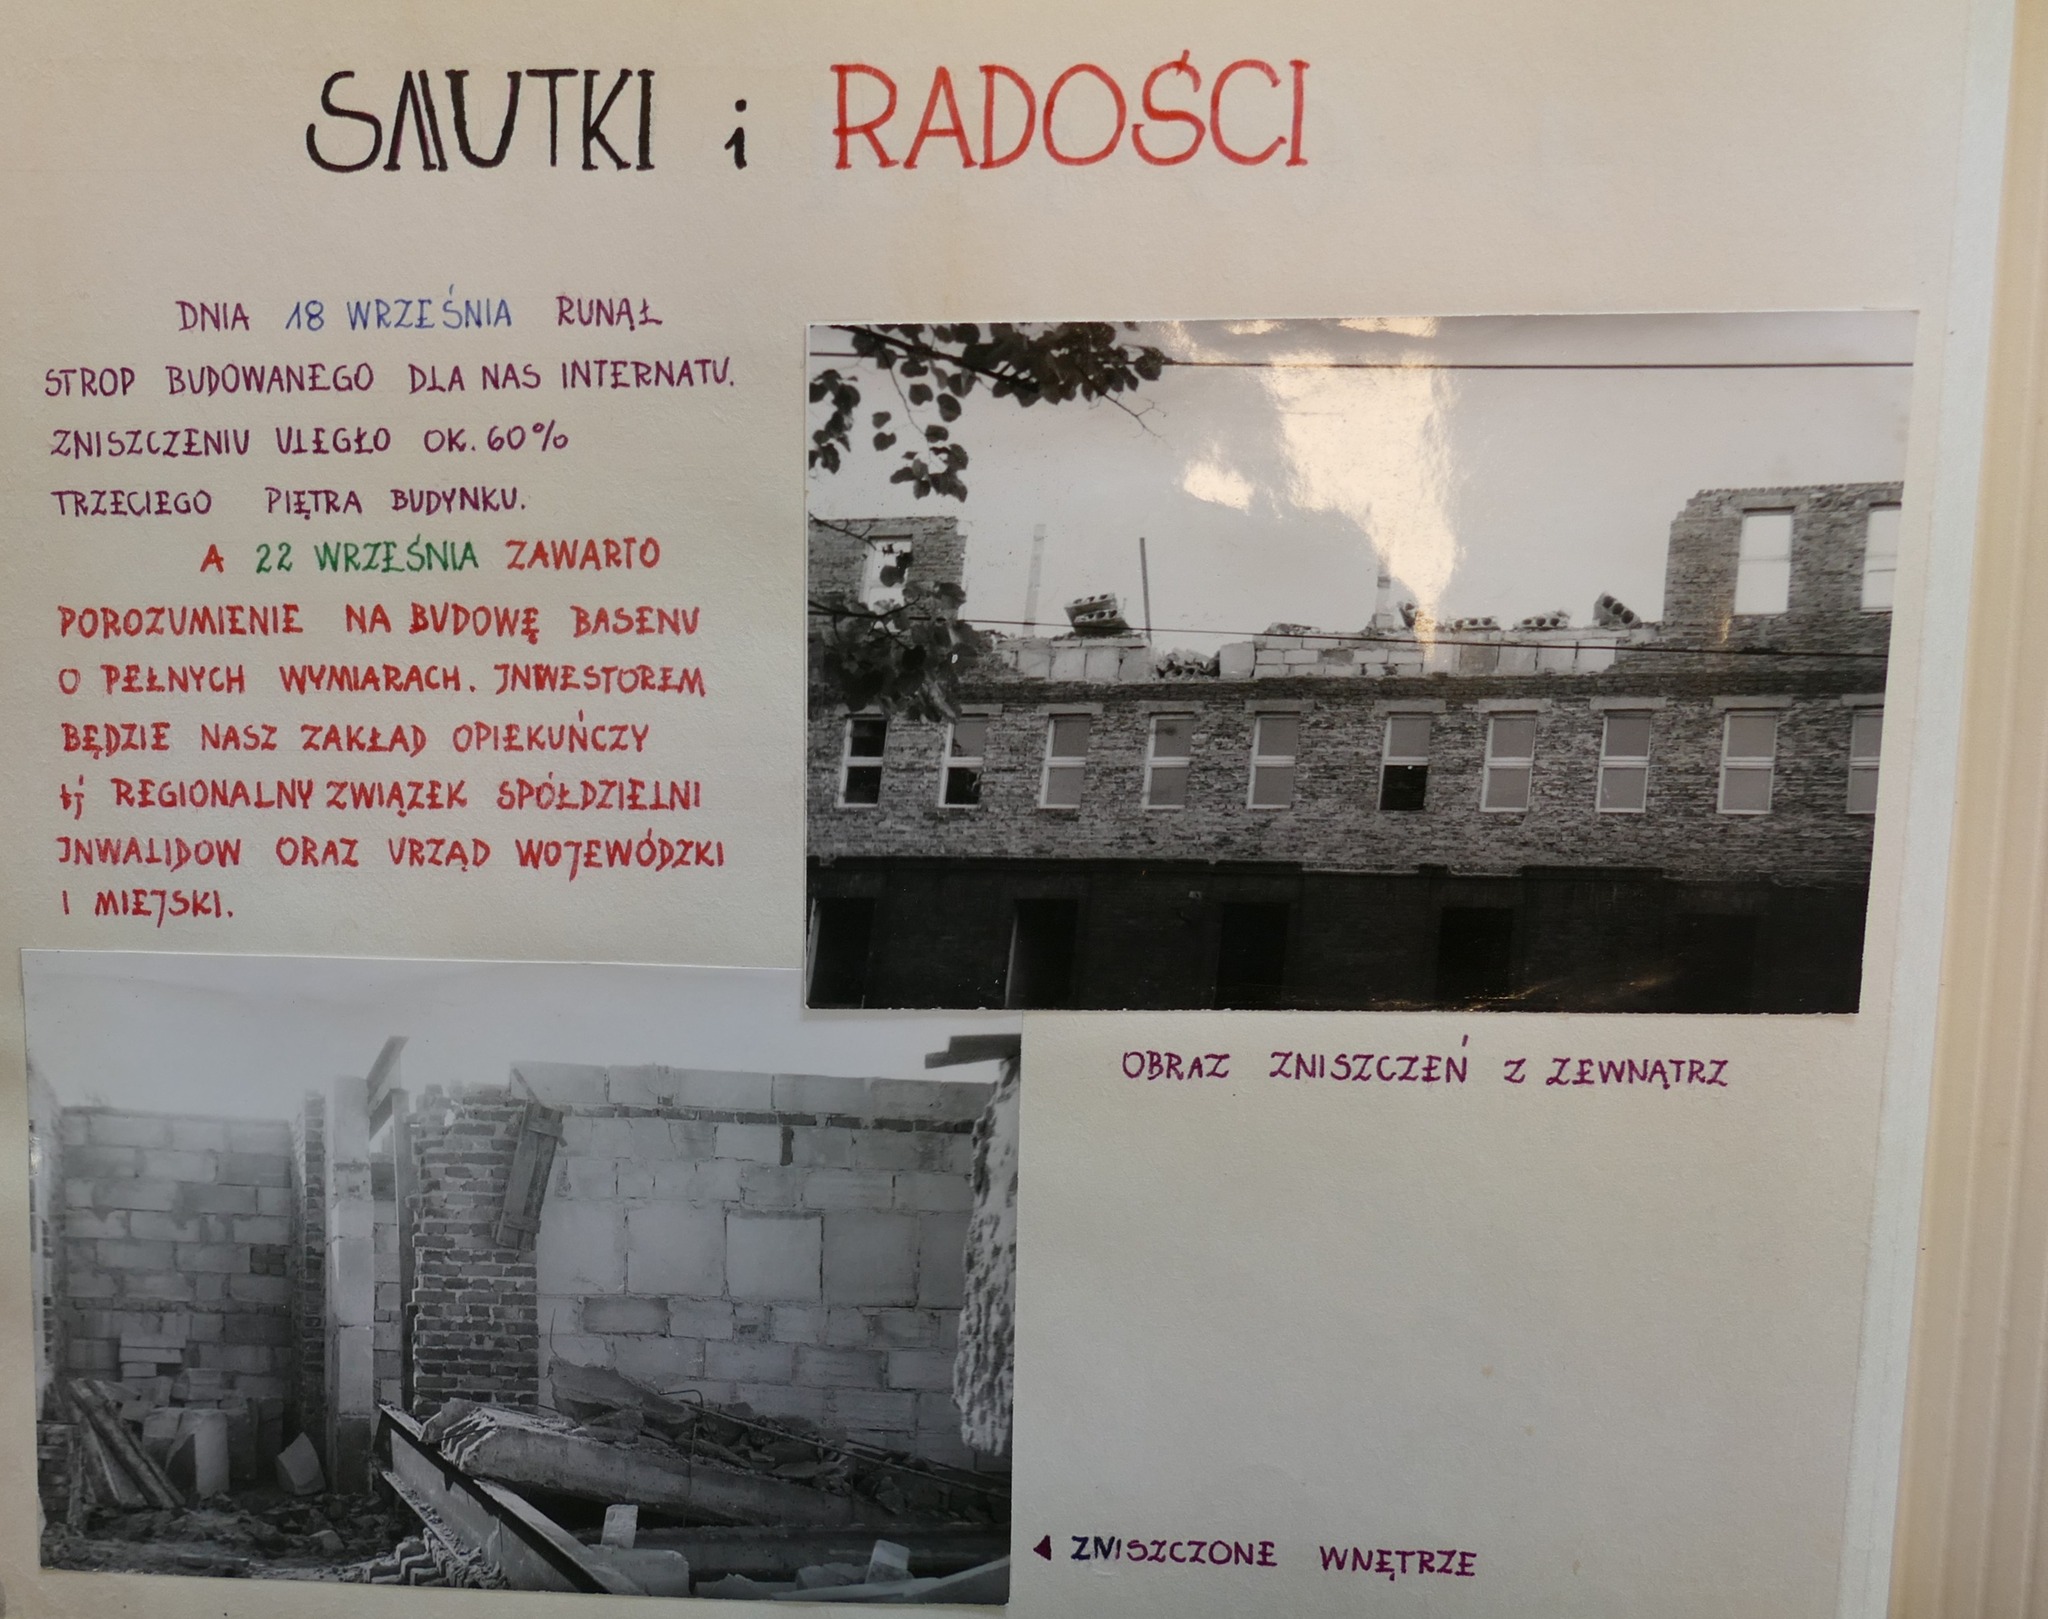 SMUTKI i RADOŚCI
DNIA 18 WRZEŚNIA RUNĄŁ
STROP BUDOWANEGO DLA NAS INTERNATU.
ZNISZCZENIU ULEGŁO OK. 60%
TRZECIEGO PIĘTRA BUDYNKU.
A 22 WRZEŚNIA ZAWARTO
POROZUMIENIE NA BUDOWĘ BASENU
O PEŁNYCH WYMIARACH. INWESTOREM
BĘDZIE NASZ ZAKŁAD OPIEKUŃCZY
tj REGIONALNY ZWIĄZEK SPÓŁDZIELNI
INWALIDOW ORAZ URZĄD WOJEWÓDZKI
I MIEJSKI.
OBRAZ ZNISZCZEŃ Z ZEWNĄTRZ
◄ ZNISZCZONE WNĘTRZE